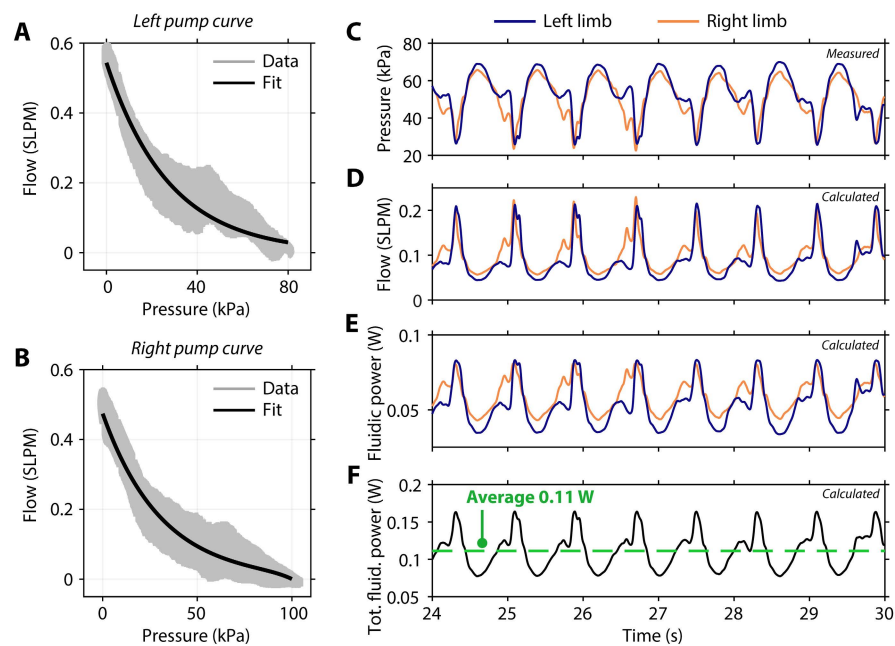 A
Left pump curve
0.6
0.4
0.2
0
Flow (SLPM)
Data
Fit
0
40
80
Pressure (kPa)
B
Right pump curve
0.6
0.4
0.2
0
Flow (SLPM)
Data
Fit
0
50
100
Pressure (kPa)
Left limb
Right limb
C
80
60
40
20
Pressure (kPa)
Measured
D
0.2
0.1
0
Flow (SLPM)
Calculated
E
0.1
0.05
Fluidic power (W)
Calculated
F
0.2
0.15
0.1
0.05
Tot. fluid. power (W)
Average 0.11 W
Calculated
24
25
26
27
28
29
30
Time (s)